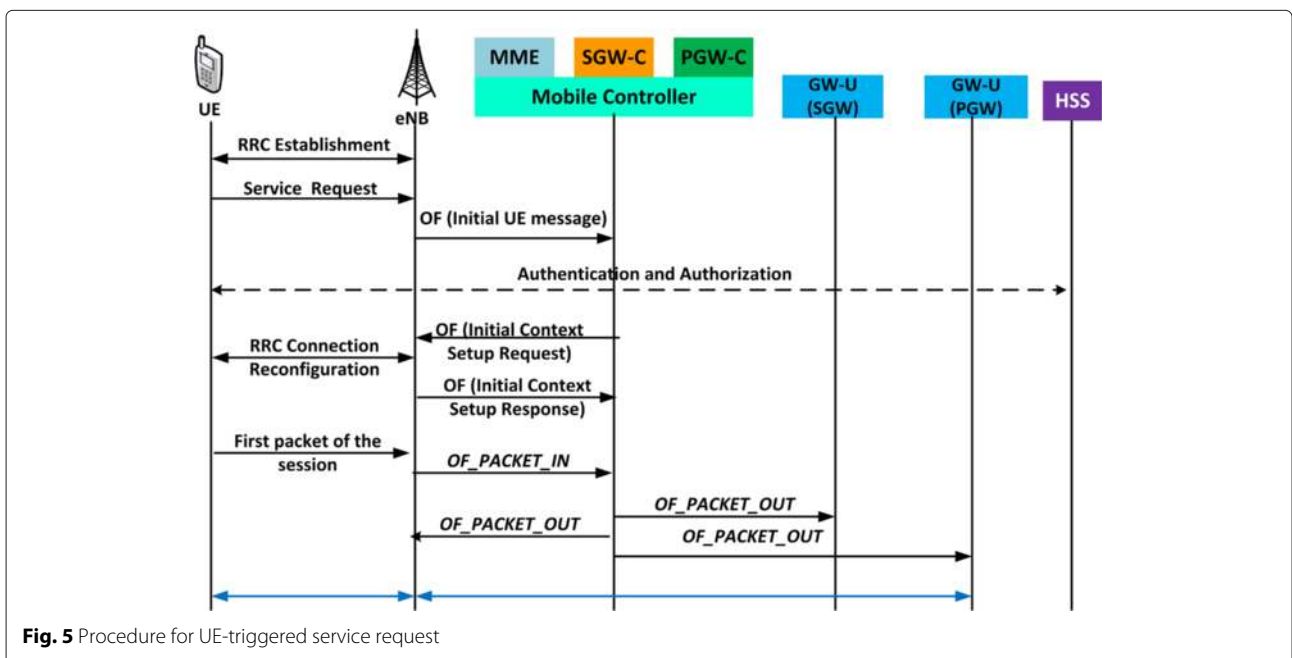 MME
SGW-C
PGW-C
Mobile Controller
GW-U
(SGW)
GW-U
(PGW)
HSS
UE
eNB
RRC Establishment
Service Request
OF (Initial UE message)
Authentication and Authorization
OF (Initial Context
Setup Request)
RRC Connection
Reconfiguration
OF (Initial Context
Setup Response)
First packet of the
session
OF_PACKET_IN
OF_PACKET_OUT
OF_PACKET_OUT
OF_PACKET_OUT
Fig. 5 Procedure for UE-triggered service request